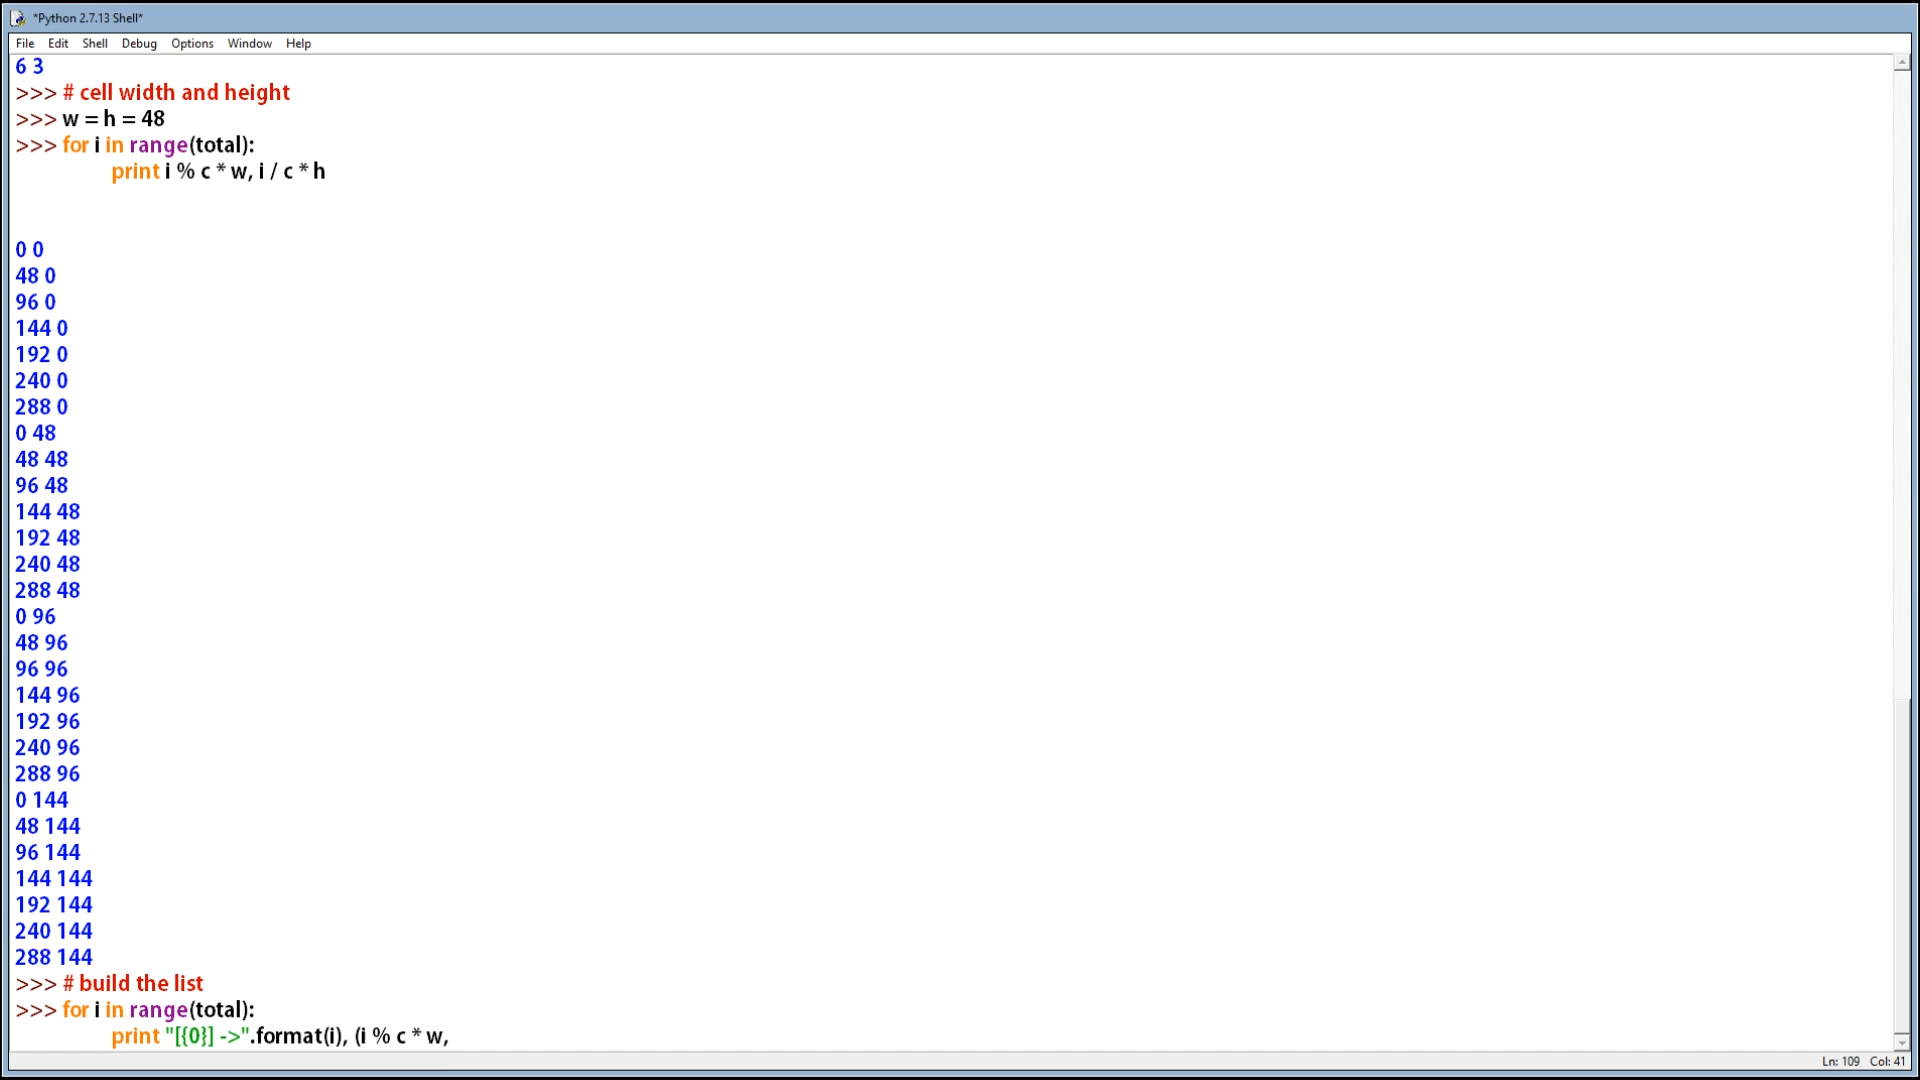 *Python 2.7.13 Shell*
File Edit Shell Debug Options Window Help
6 3
>>> # cell width and height
>>> w = h = 48
>>> for i in range(total):
print i % c * w, i / c * h
0 0
48 0
96 0
144 0
192 0
240 0
288 0
0 48
48 48
96 48
144 48
192 48
240 48
288 48
0 96
48 96
96 96
144 96
192 96
240 96
288 96
0 144
48 144
96 144
144 144
192 144
240 144
288 144
>>> # build the list
>>> for i in range(total):
print "[{0}] ->".format(i), (i % c * w,
Ln: 109 Col: 41